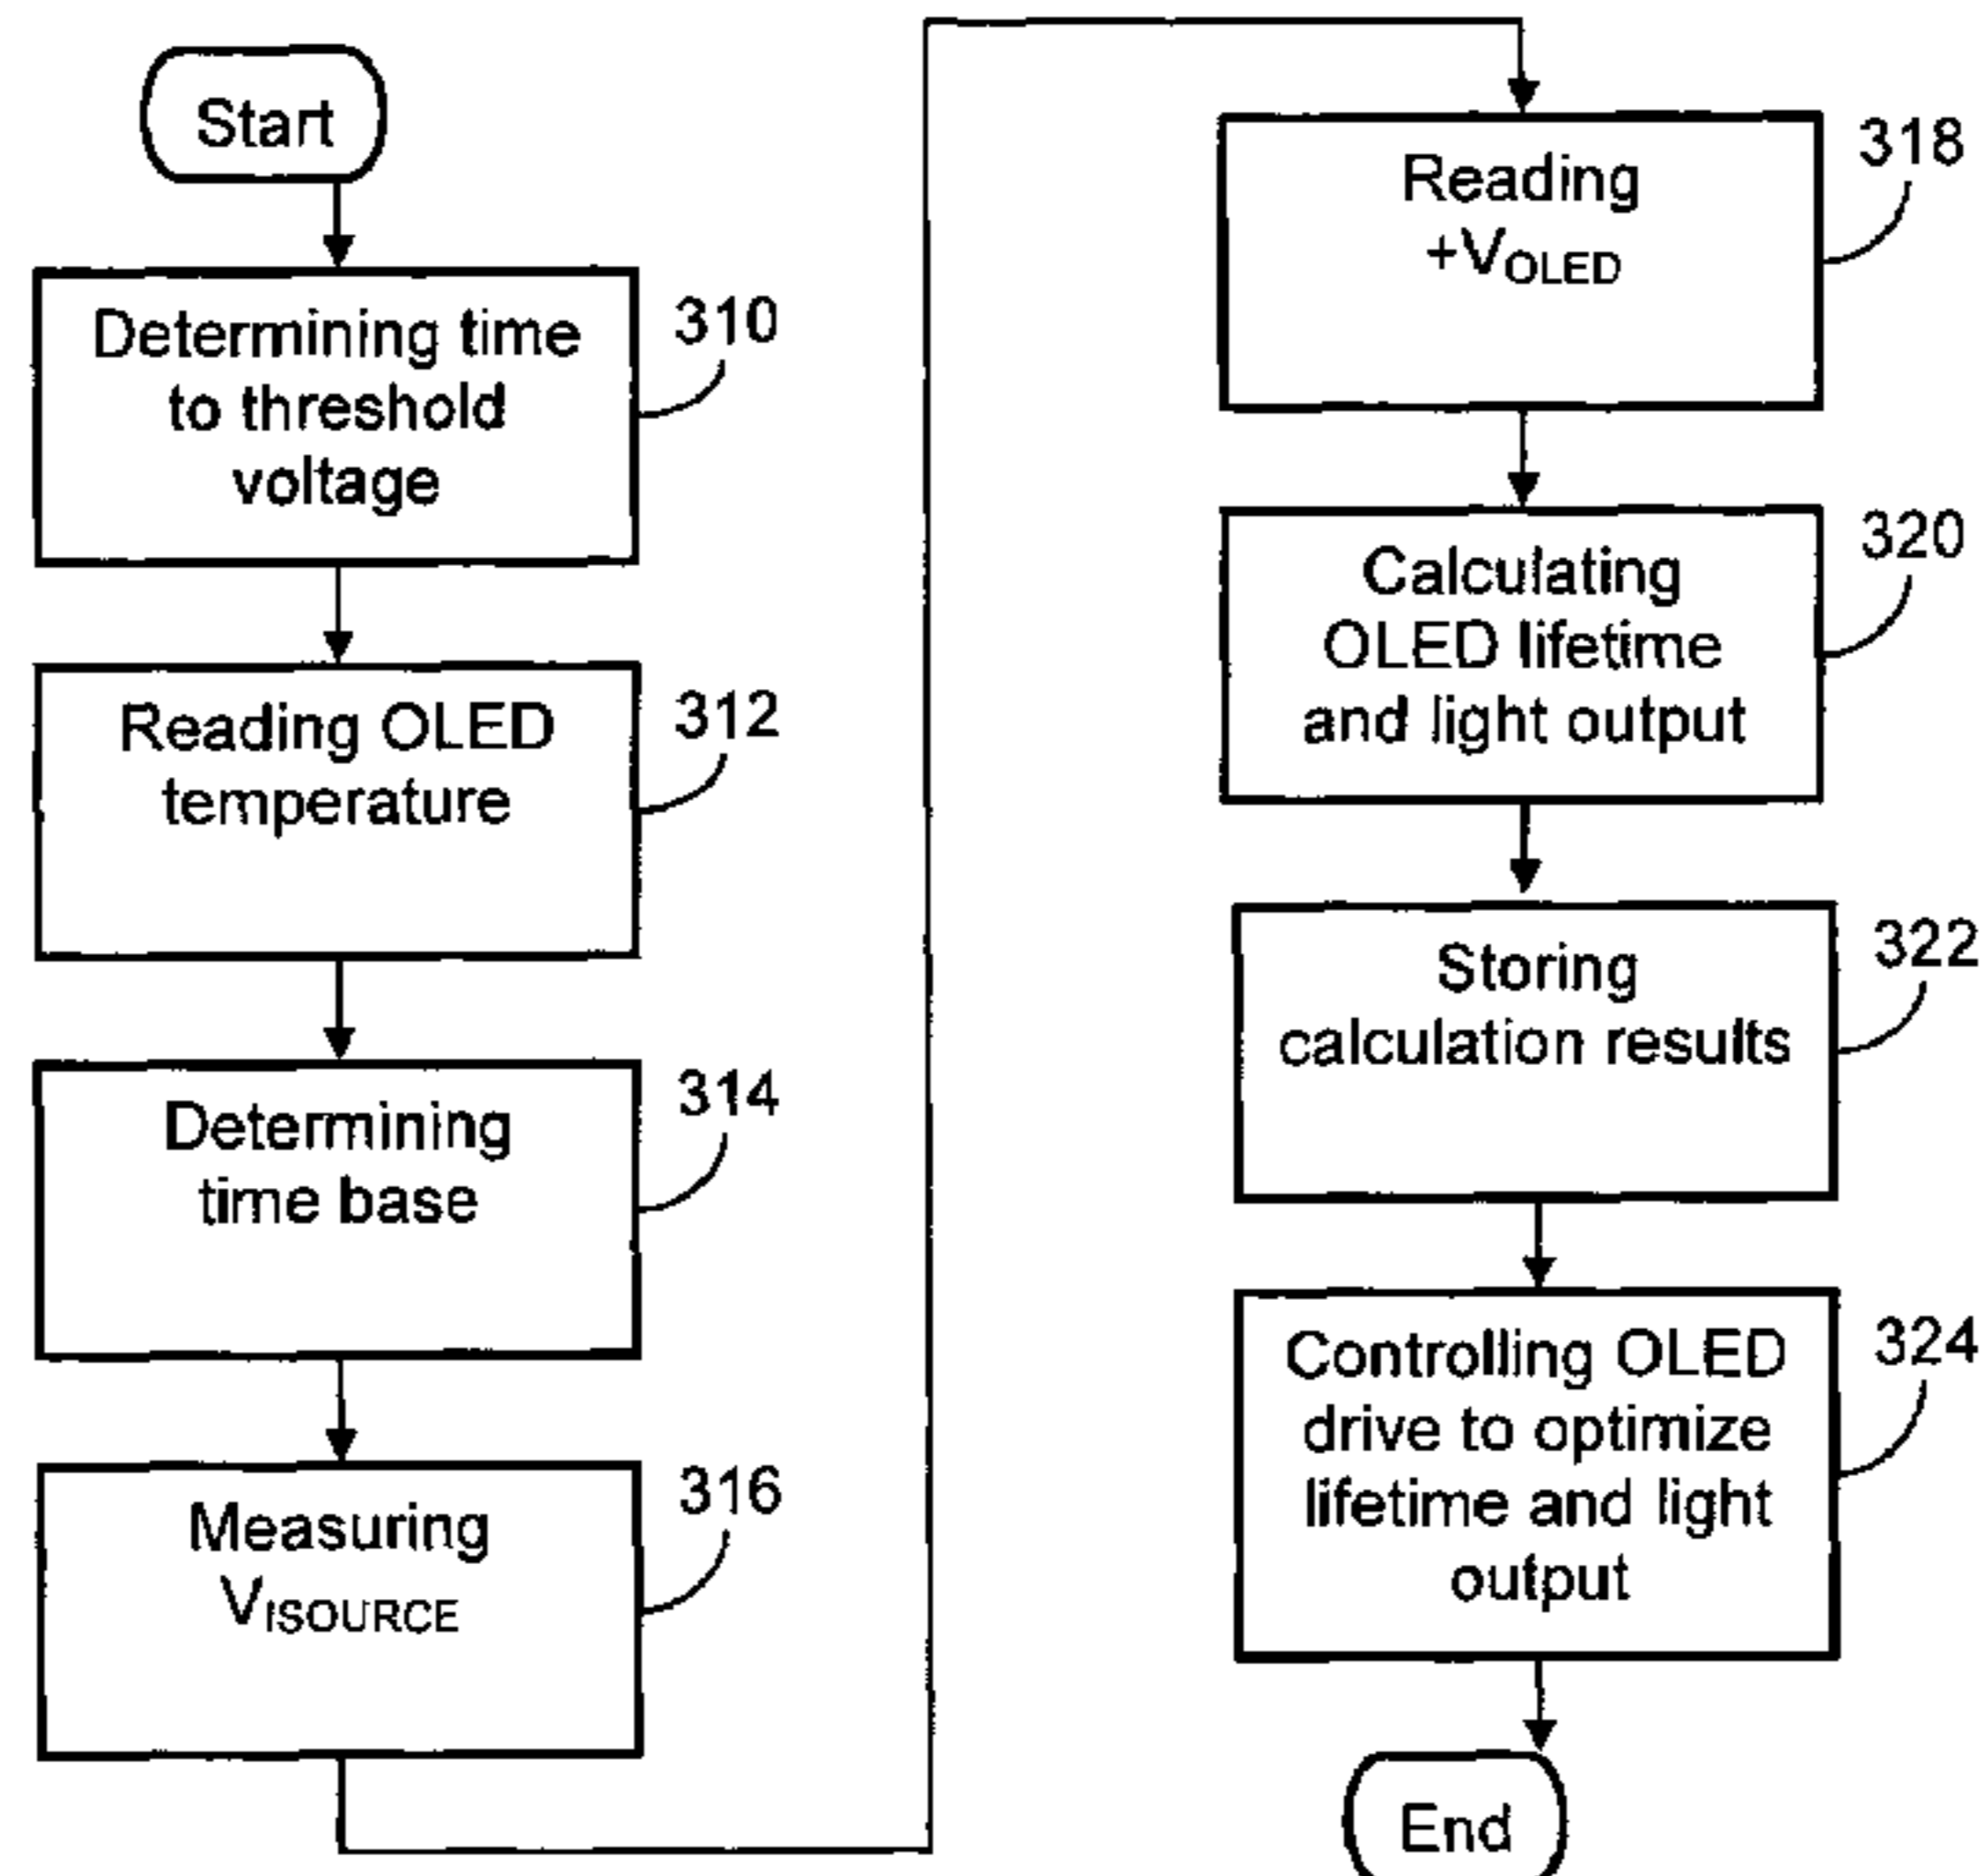 Start
Determining time
to threshold
voltage
310
Reading OLED
temperature
312
Determining
time base
314
Measuring
VISOURCE
316
Reading
+VOLED
318
Calculating
OLED lifetime
and light output
320
Storing
calculation results
322
Controlling OLED
drive to optimize
lifetime and light
output
324
End